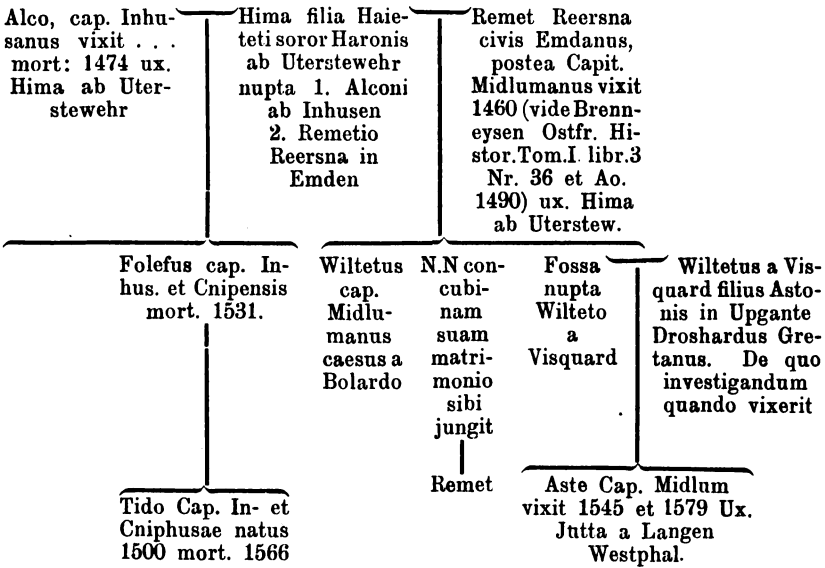 Alco, cap. Inhu-
sanus vixit . . .
mort: 1474 ux.
Hima ab Uter-
stewehr
Hima filia Haie-
teti soror Haronis
ab Uterstewehr
nupta 1. Alconi
ab Inhusen
2. Remetio
Reersna in
Emden
Remet Reersna
civis Emdanus,
postea Capit.
Midlumanus vixit
1460 (vide Brenn-
eysen Ostfr. Hi-
stor. Tom. I. libr. 3
Nr. 36 et Ao.
1490) ux. Hima
ab Uterstew.
Folefus cap. In-
hus. et Cnipensis
mort. 1531.
Wiltetus
cap.
Midlu-
manus
caesus a
Bolardo
N.N con-
cubi-
nam
suam
matri-
monio
sibi
jungit
Fossa
nupta
Wilteto
a
Visquard
Wiltetus a Vis-
quard filius Asto-
nis in Upgante
Droshardus Gre-
tanus. De quo
investigandum
quando vixerit
Tido Cap. In- et
Cniphusae natus
1500 mort. 1566
Remet
Aste Cap. Midlum
vixit 1545 et 1579 Ux.
Jutta a Langen
Westphal.